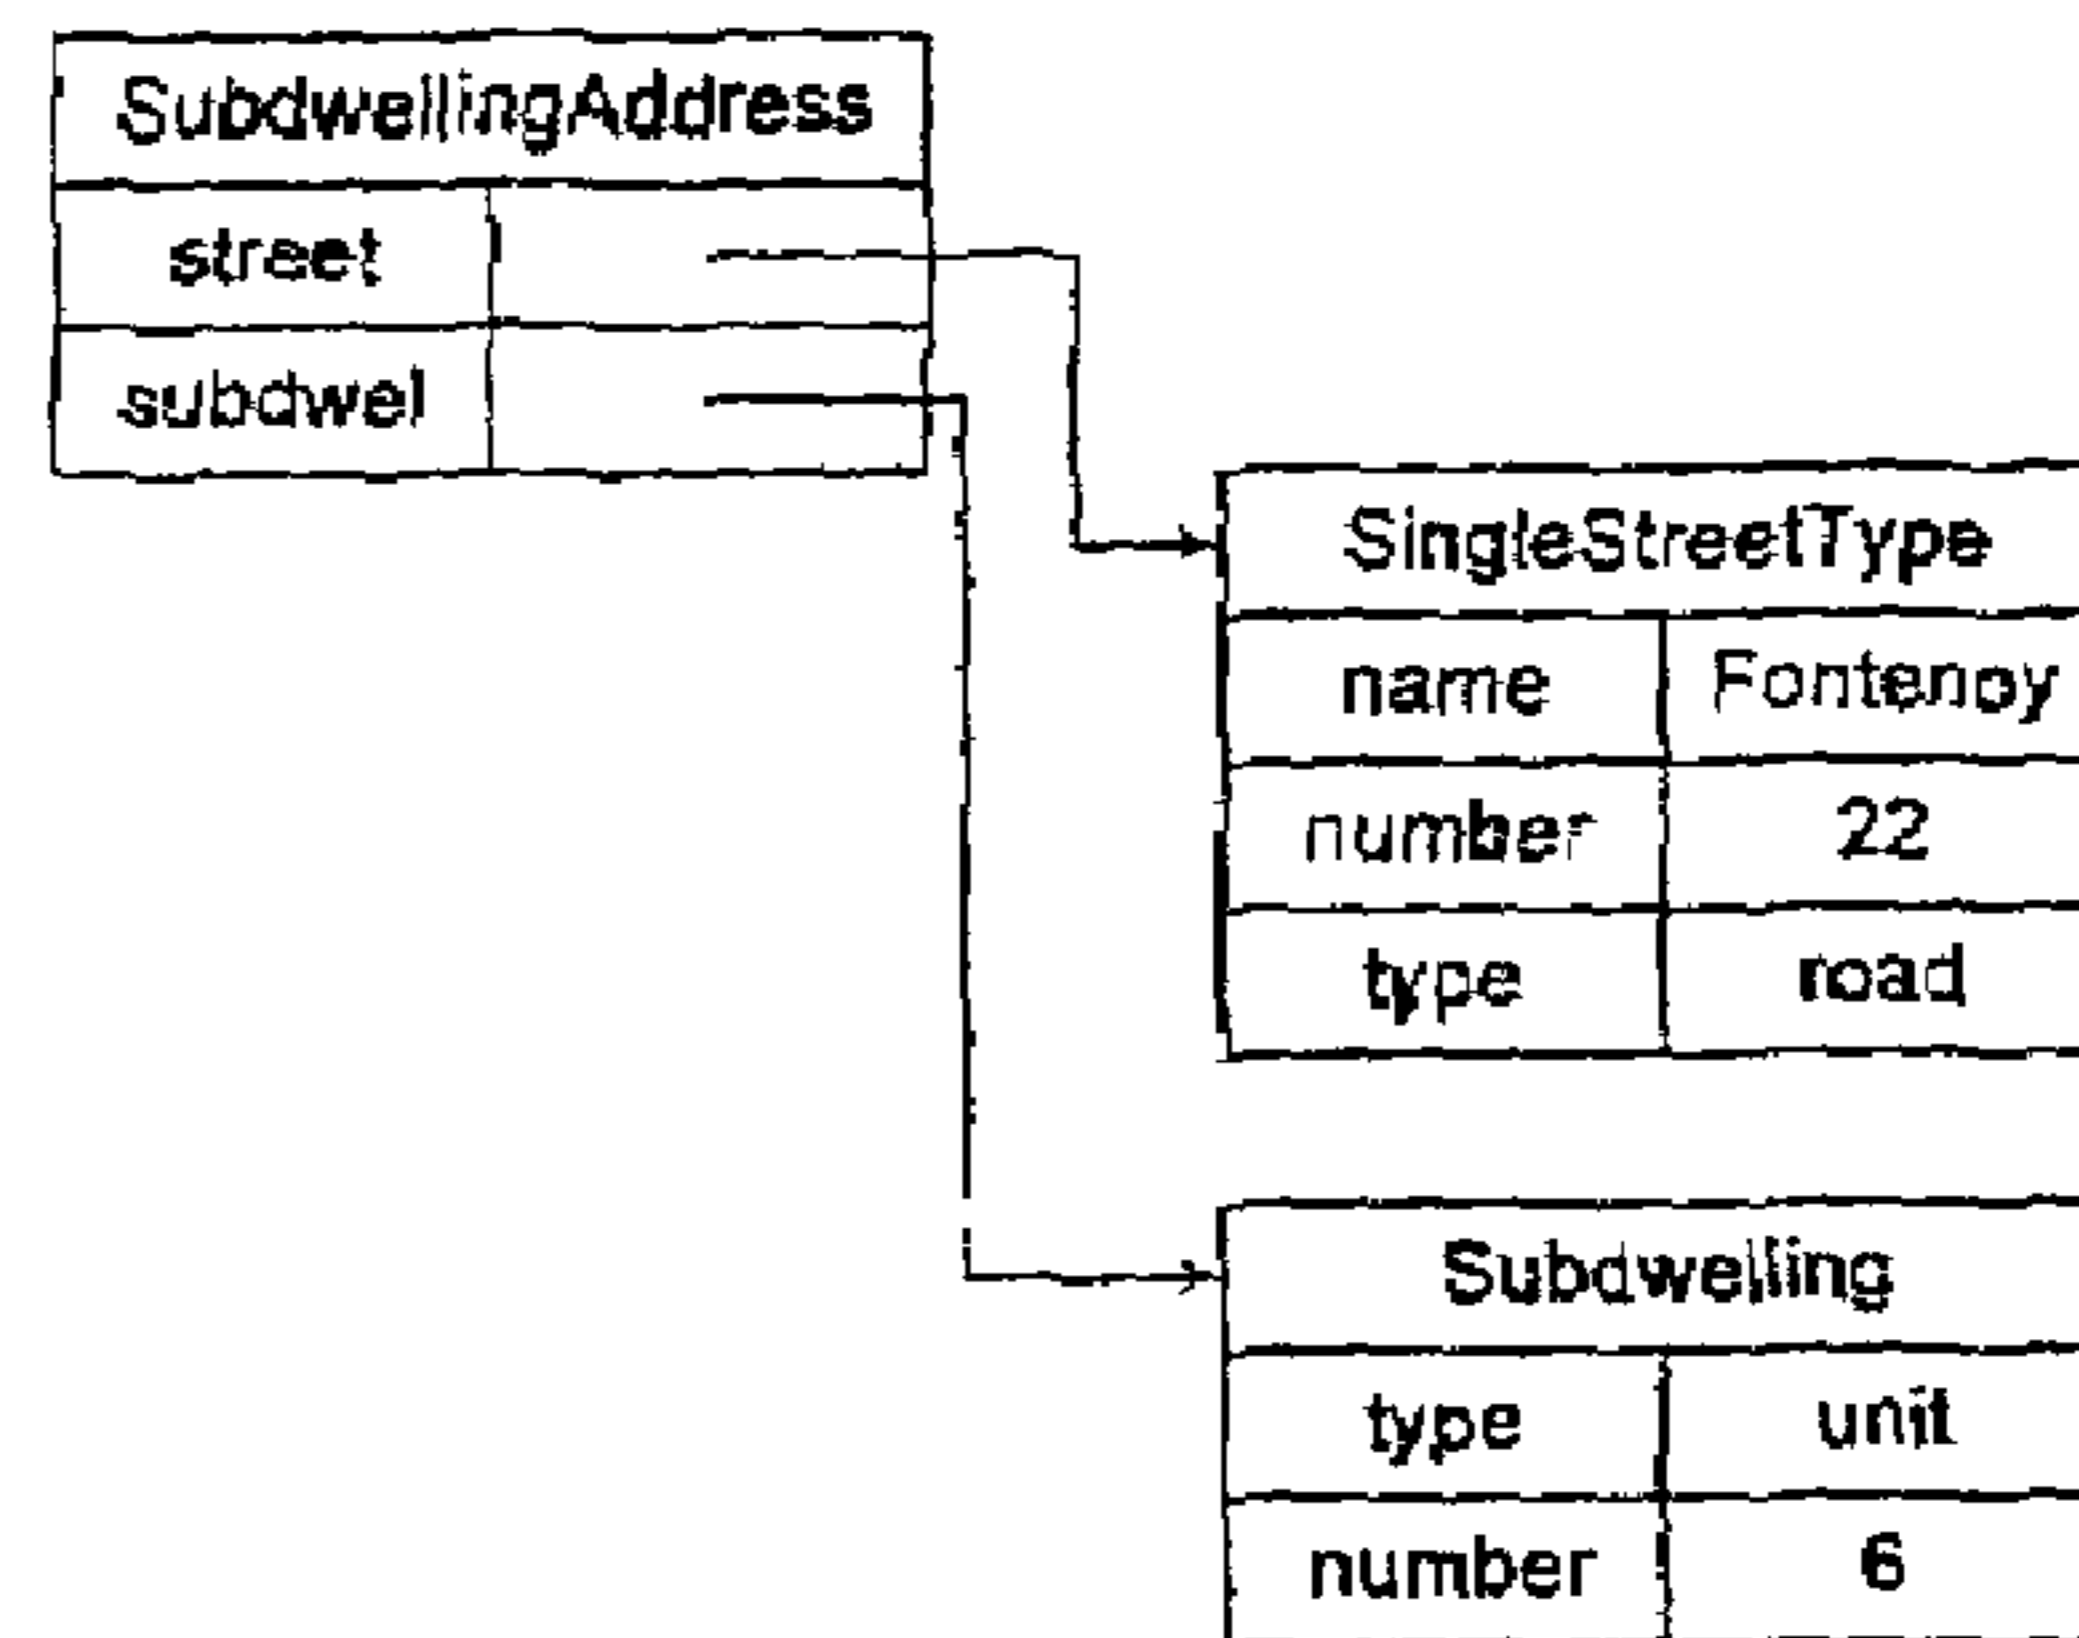 SubdwellingAddress
street
subdwel
SingleStreetType
name Fontenoy
number 22
type road
Subdwelling
type unit
number 6